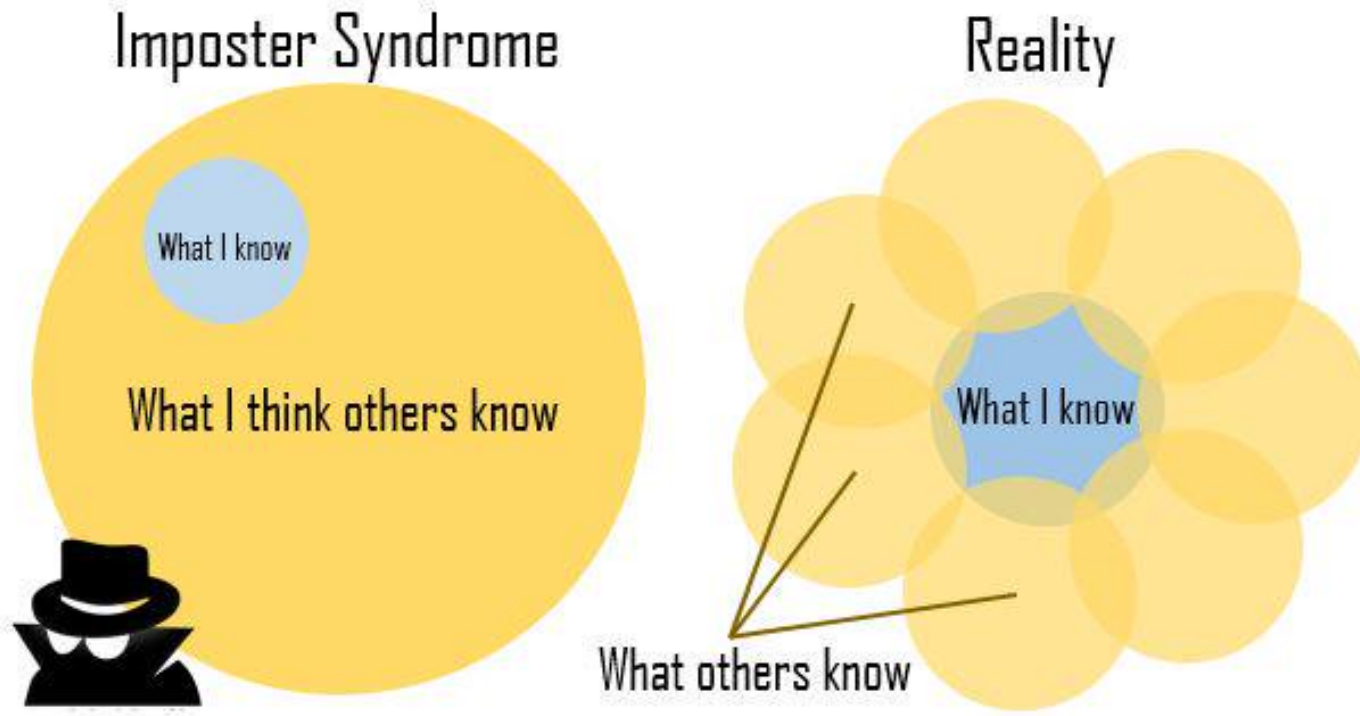 Imposter Syndrome
What I know
What I think others know
Reality
What I know
What others know